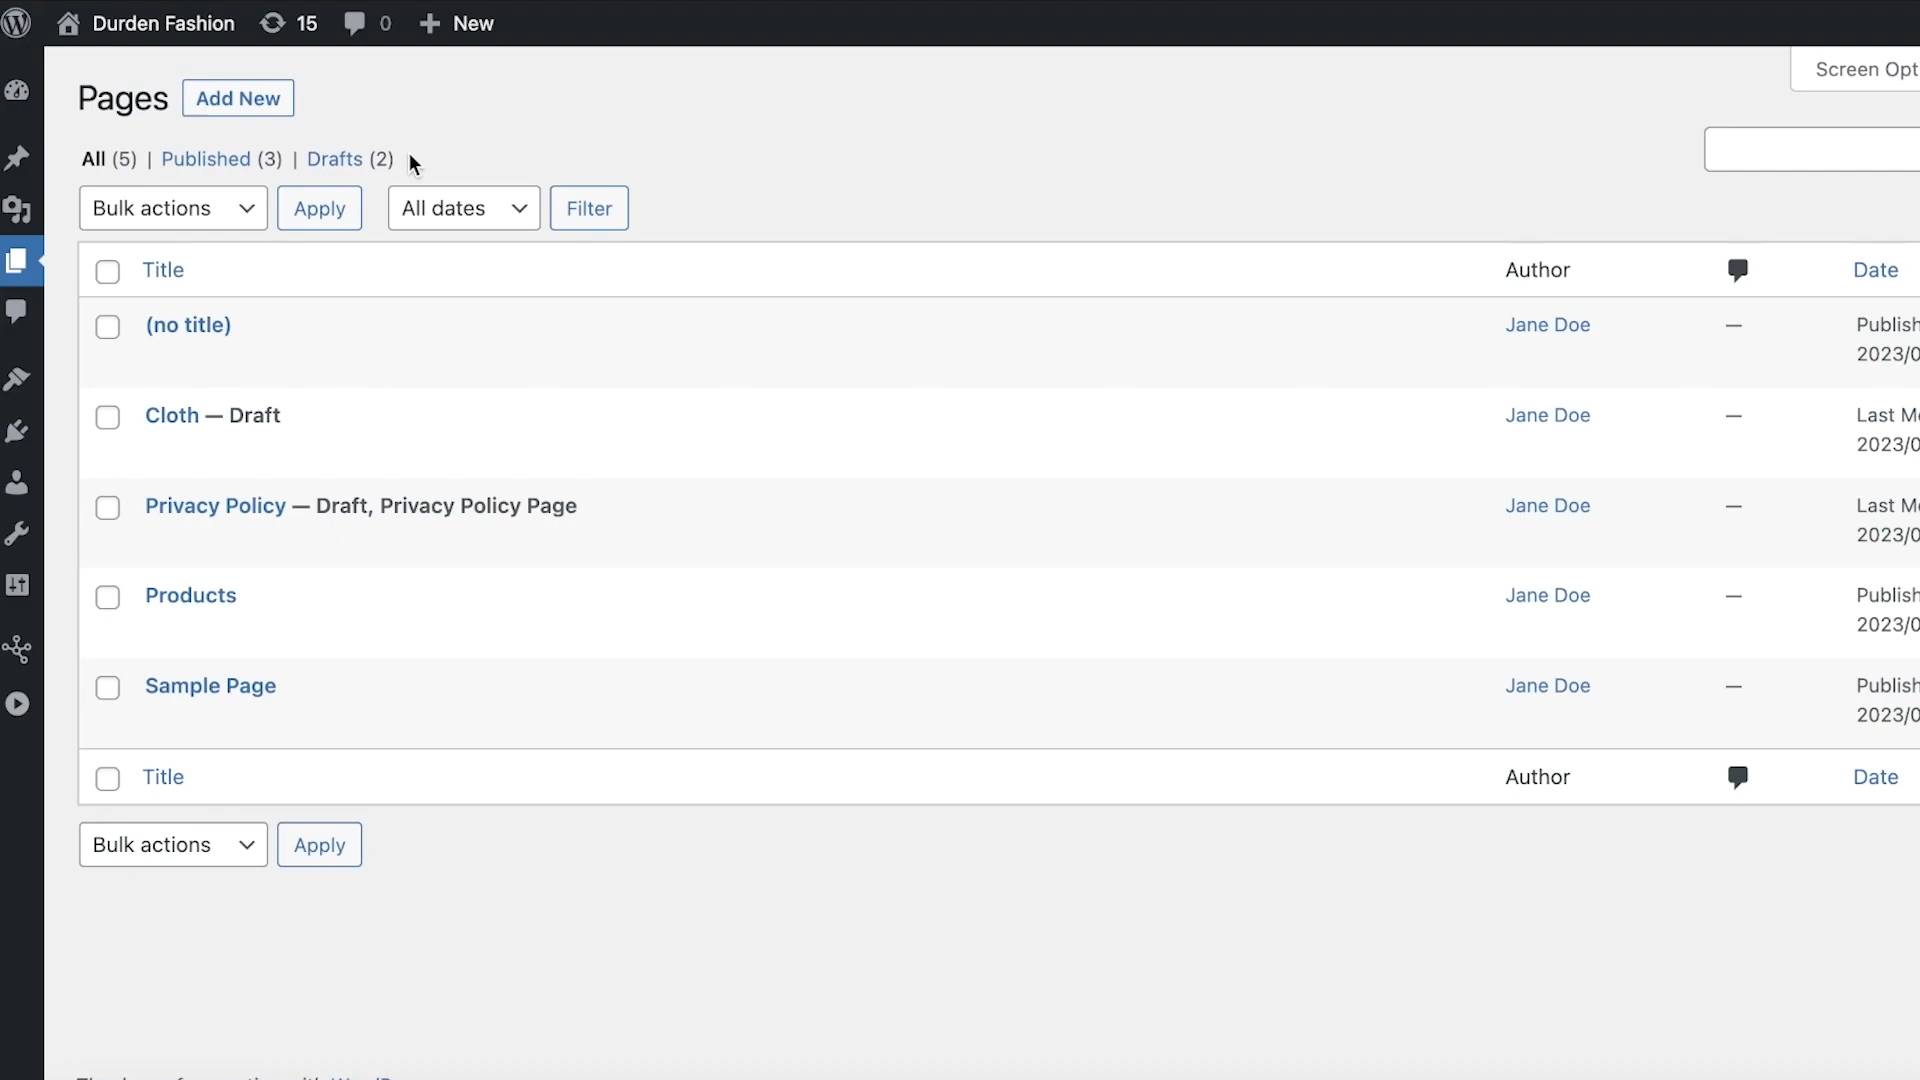 Durden Fashion 15 0 New
Screen Opt
Pages Add New
All (5) | Published (3) | Drafts (2)
Bulk actions Apply All dates Filter
Title Author Date
(no title) Jane Doe — Publish
2023/0
Cloth — Draft Jane Doe — Last Mo
2023/0
Privacy Policy — Draft, Privacy Policy Page Jane Doe — Last Mo
2023/0
Products Jane Doe — Publish
2023/0
Sample Page Jane Doe — Publish
2023/0
Title Author Date
Bulk actions Apply